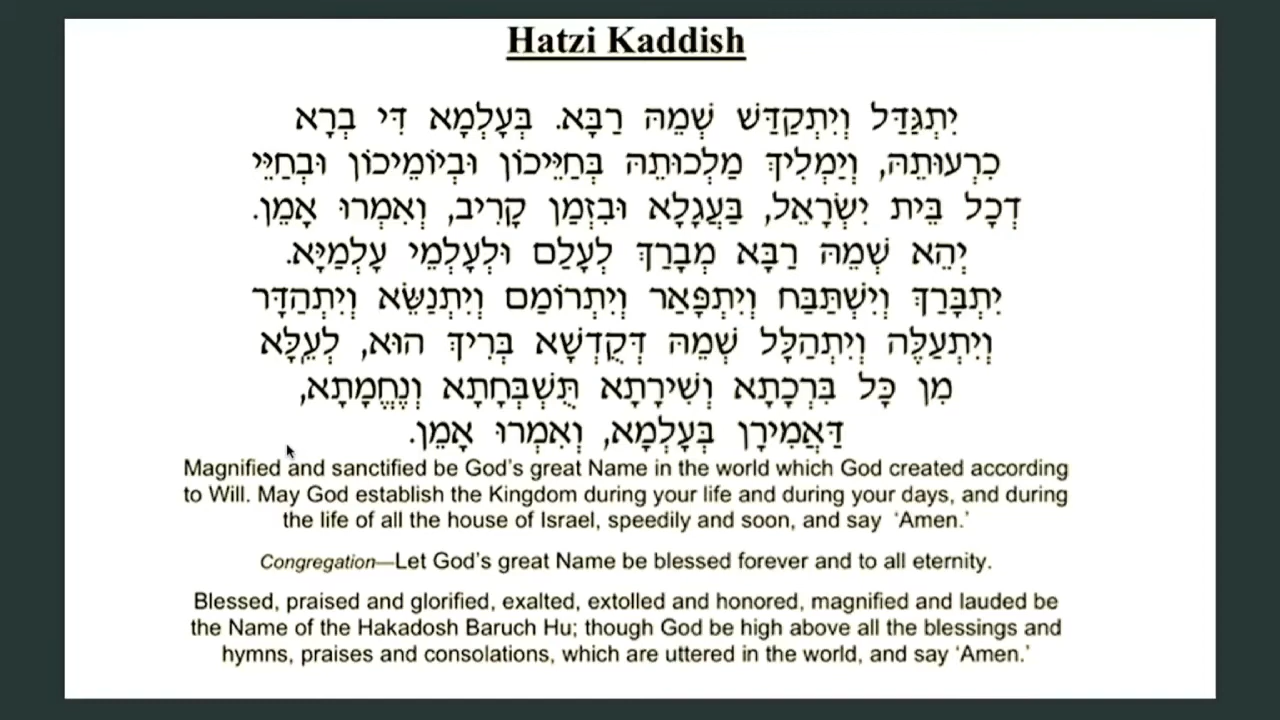 Hatzi Kaddish
יִתְגַּדַּל וְיִתְקַדַּשׁ שְׁמֵהּ רַבָּא. בְּעָלְמָא דִּי בְרָא
כִרְעוּתֵהּ, וְיַמְלִיךְ מַלְכוּתֵהּ בְּחַיֵּיכוֹן וּבְיוֹמֵיכוֹן וּבְחַיֵּי
דְכָל בֵּית יִשְׂרָאֵל, בַּעֲגָלָא וּבִזְמַן קָרִיב, וְאִמְרוּ אָמֵן.
יְהֵא שְׁמֵהּ רַבָּא מְבָרַךְ לְעָלַם וּלְעָלְמֵי עָלְמַיָּא.
יִתְבָּרַךְ וְיִשְׁתַּבַּח וְיִתְפָּאַר וְיִתְרוֹמַם וְיִתְנַשֵּׂא וְיִתְהַדָּר
וְיִתְעַלֶּה וְיִתְהַלָּל שְׁמֵהּ דְּקֻדְשָׁא בְּרִיךְ הוּא, לְעֵלָּא
מִן כָּל בִּרְכָתָא וְשִׁירָתָא תֻּשְׁבְּחָתָא וְנֶחֱמָתָא,
דַּאֲמִירָן בְּעָלְמָא, וְאִמְרוּ אָמֵן.
Magnified and sanctified be God's great Name in the world which God created according
to Will. May God establish the Kingdom during your life and during your days, and during
the life of all the house of Israel, speedily and soon, and say 'Amen.'
Congregation—Let God's great Name be blessed forever and to all eternity.
Blessed, praised and glorified, exalted, extolled and honored, magnified and lauded be
the Name of the Hakadosh Baruch Hu; though God be high above all the blessings and
hymns, praises and consolations, which are uttered in the world, and say 'Amen.'